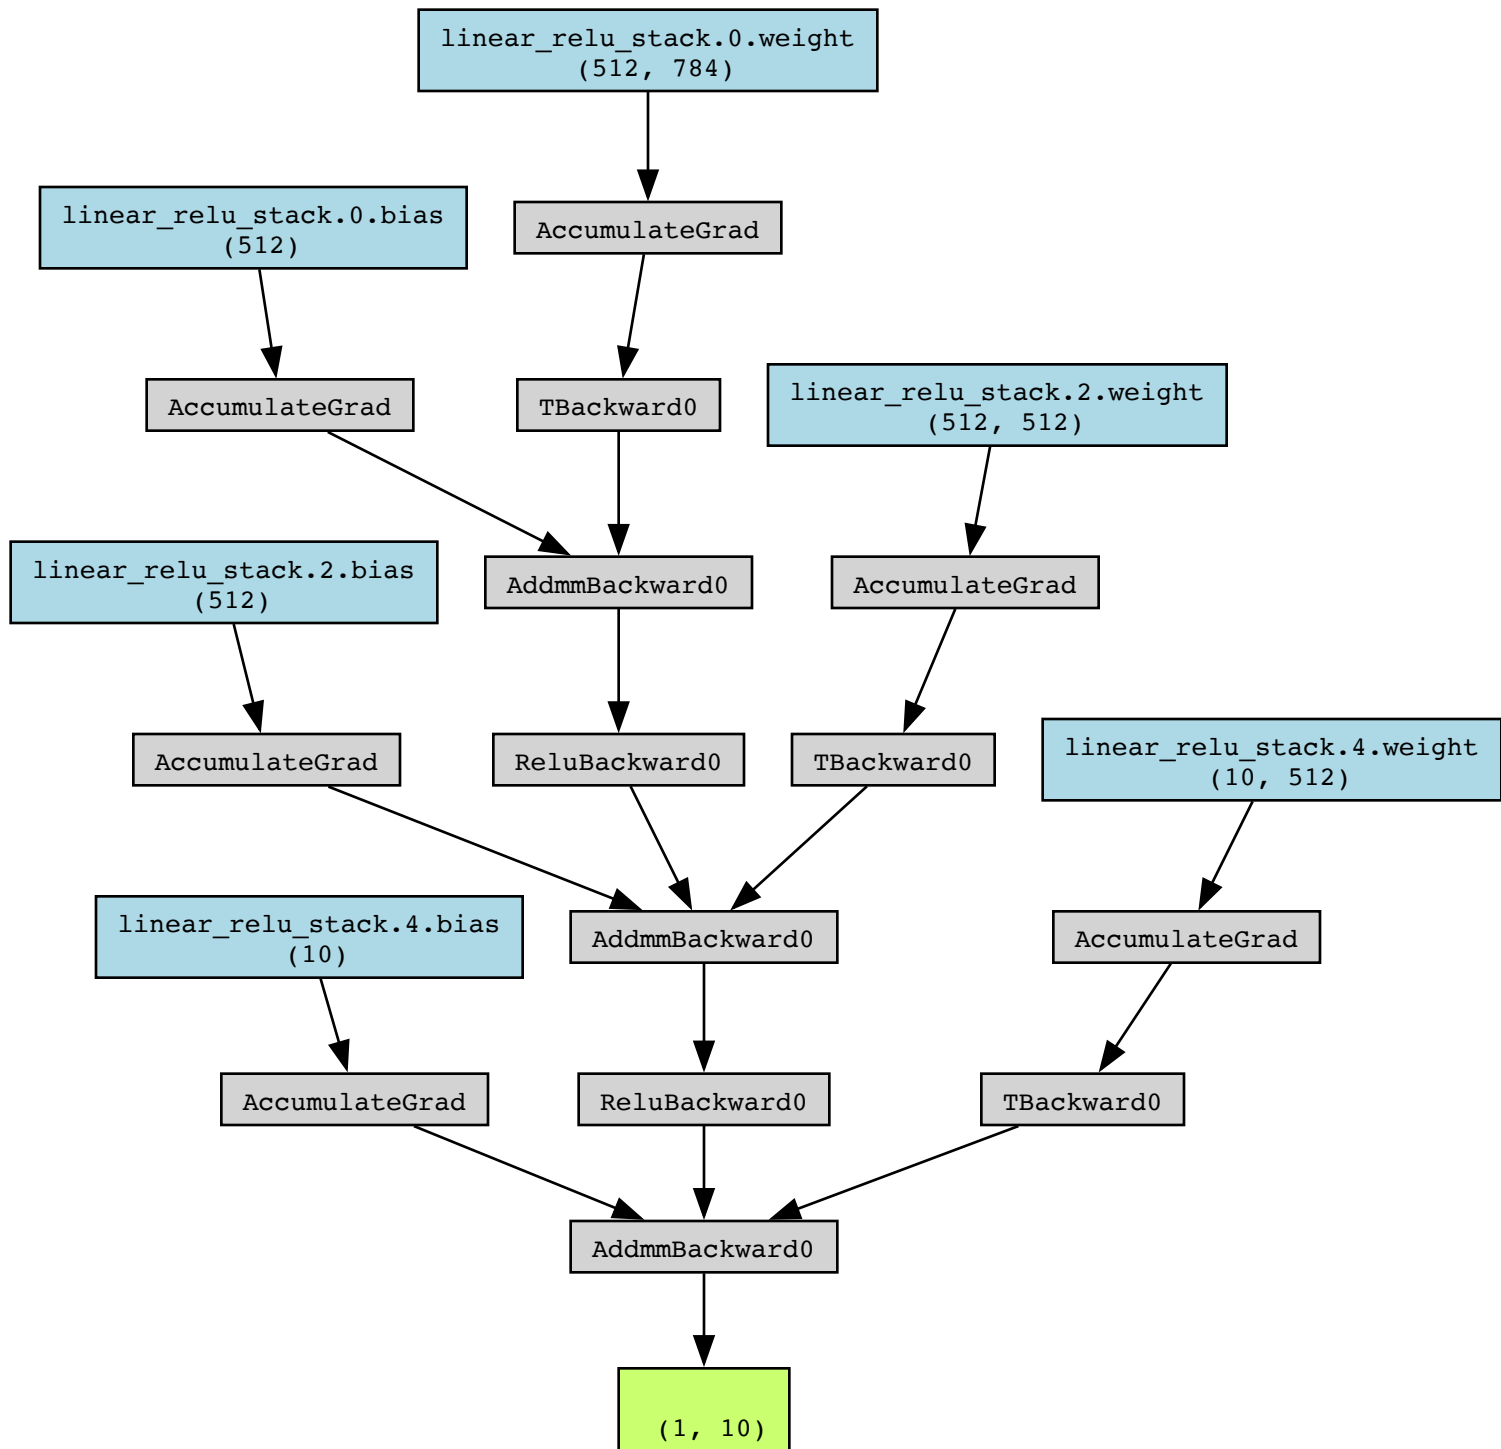 linear_relu_stack.0.weight
(512, 784)
linear_relu_stack.0.bias
(512)
AccumulateGrad
AccumulateGrad
TBackward0
linear_relu_stack.2.weight
(512, 512)
linear_relu_stack.2.bias
(512)
AddmmBackward0
AccumulateGrad
AccumulateGrad
ReluBackward0
TBackward0
linear_relu_stack.4.weight
(10, 512)
linear_relu_stack.4.bias
(10)
AddmmBackward0
AccumulateGrad
AccumulateGrad
ReluBackward0
TBackward0
AddmmBackward0
(1, 10)